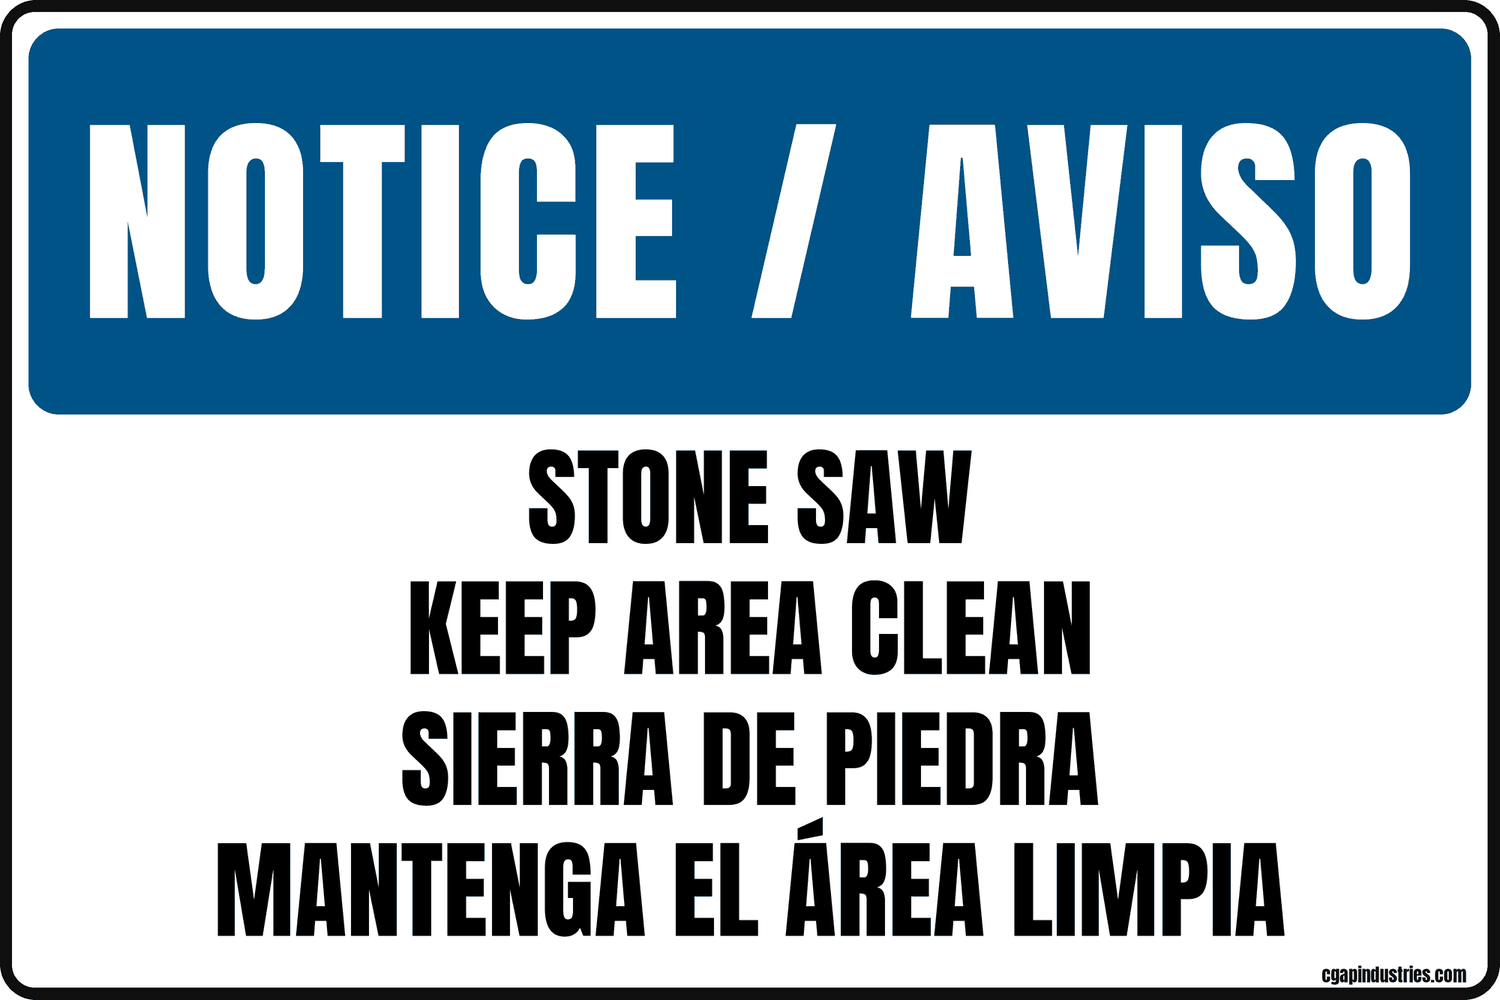 NOTICE / AVISO
STONE SAW
KEEP AREA CLEAN
SIERRA DE PIEDRA
MANTENGA EL ÁREA LIMPIA
cgapindustries.com